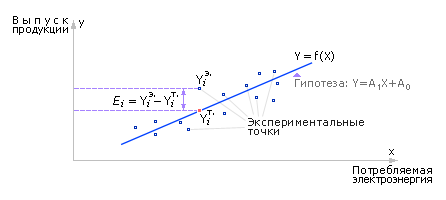 Выпуск
продукции
y
Y=f(X)
Yiэ.
Гипотеза: Y=A1X+A0
Ei=Yiэ.−Yiт.
Yiт.
Экспериментальные
точки
x
Потребляемая
электроэнергия